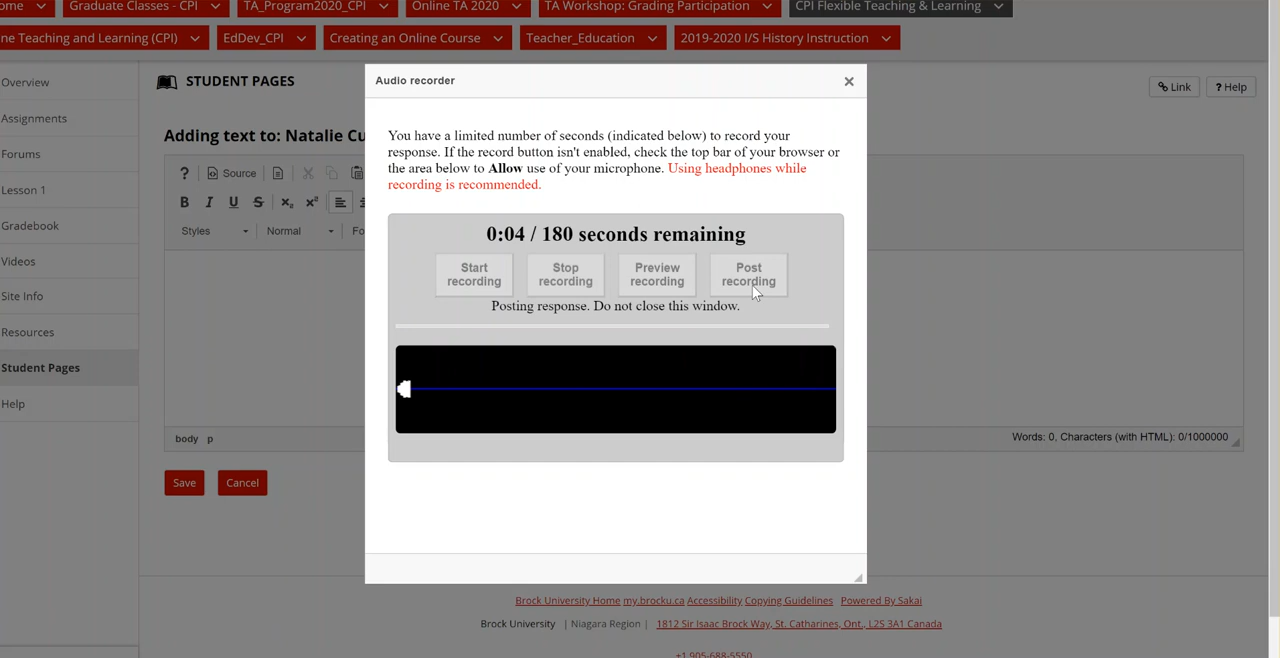 ome
Graduate Classes - CPI
TA_Program2020_CPI
Online TA 2020
TA Workshop: Grading Participation
CPI Flexible Teaching & Learning
ne Teaching and Learning (CPI)
EdDev_CPI
Creating an Online Course
Teacher_Education
2019-2020 I/S History Instruction
Overview
Assignments
Forums
Lesson 1
Gradebook
Videos
Site Info
Resources
Student Pages
Help
STUDENT PAGES
Link
? Help
Adding text to: Natalie Cu
? Source
B I U S x₂ x²
Styles Normal Fo
body p
Words: 0, Characters (with HTML): 0/1000000
Save Cancel
Audio recorder
You have a limited number of seconds (indicated below) to record your
response. If the record button isn't enabled, check the top bar of your browser or
the area below to Allow use of your microphone. Using headphones while
recording is recommended.
0:04 / 180 seconds remaining
Start
recording
Stop
recording
Preview
recording
Post
recording
Posting response. Do not close this window.
Brock University Home my.brocku.ca Accessibility Copying Guidelines Powered By Sakai
Brock University | Niagara Region | 1812 Sir Isaac Brock Way, St. Catharines, Ont., L2S 3A1 Canada
+1 905-688-5550